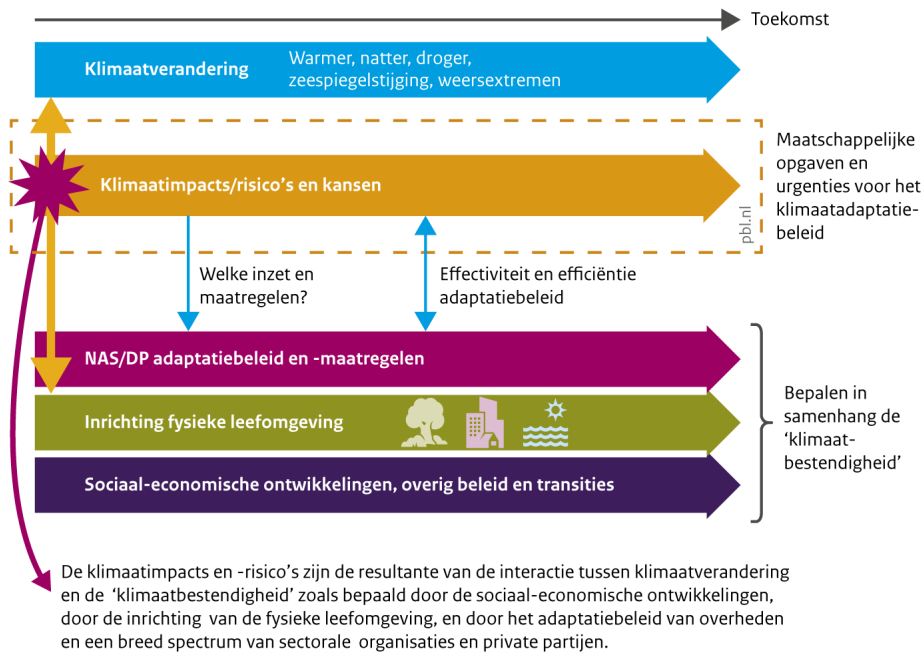 Toekomst
Klimaatverandering
Warmer, natter, droger,
zeespiegelstijging, weersextremen
Klimaatimpacts/risico's en kansen
Maatschappelijke
opgaven en
urgenties voor het
klimaatadaptatie-
beleid
pbl.nl
Welke inzet en
maatregelen?
Effectiviteit en efficiëntie
adaptatiebeleid
NAS/DP adaptatiebeleid en -maatregelen
Inrichting fysieke leefomgeving
Sociaal-economische ontwikkelingen, overig beleid en transities
Bepalen in
samenhang de
‘klimaat-
bestendigheid’
De klimaatimpacts en -risico’s zijn de resultante van de interactie tussen klimaatverandering
en de ‘klimaatbestendigheid’ zoals bepaald door de sociaal-economische ontwikkelingen,
door de inrichting van de fysieke leefomgeving, en door het adaptatiebeleid van overheden
en een breed spectrum van sectorale organisaties en private partijen.